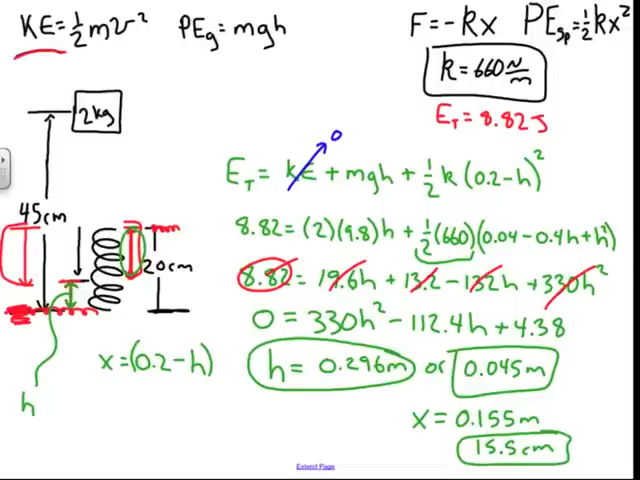 KE = ½mv² PEg = mgh F = -kx PEsp = ½kx²
k = 660 N/m
2kg
ET = 8.82J
0
ET = KE + mgh + ½k(0.2-h)²
45cm
8.82 = (2)(9.8)h + ½(660)(0.04 - 0.4h + h²)
20cm
8.82 = 19.6h + 13.2 - 132h + 330h²
0 = 330h² - 112.4h + 4.38
x = (0.2 - h)
h = 0.296m or 0.045m
h
x = 0.155m
15.5cm
Extend Page